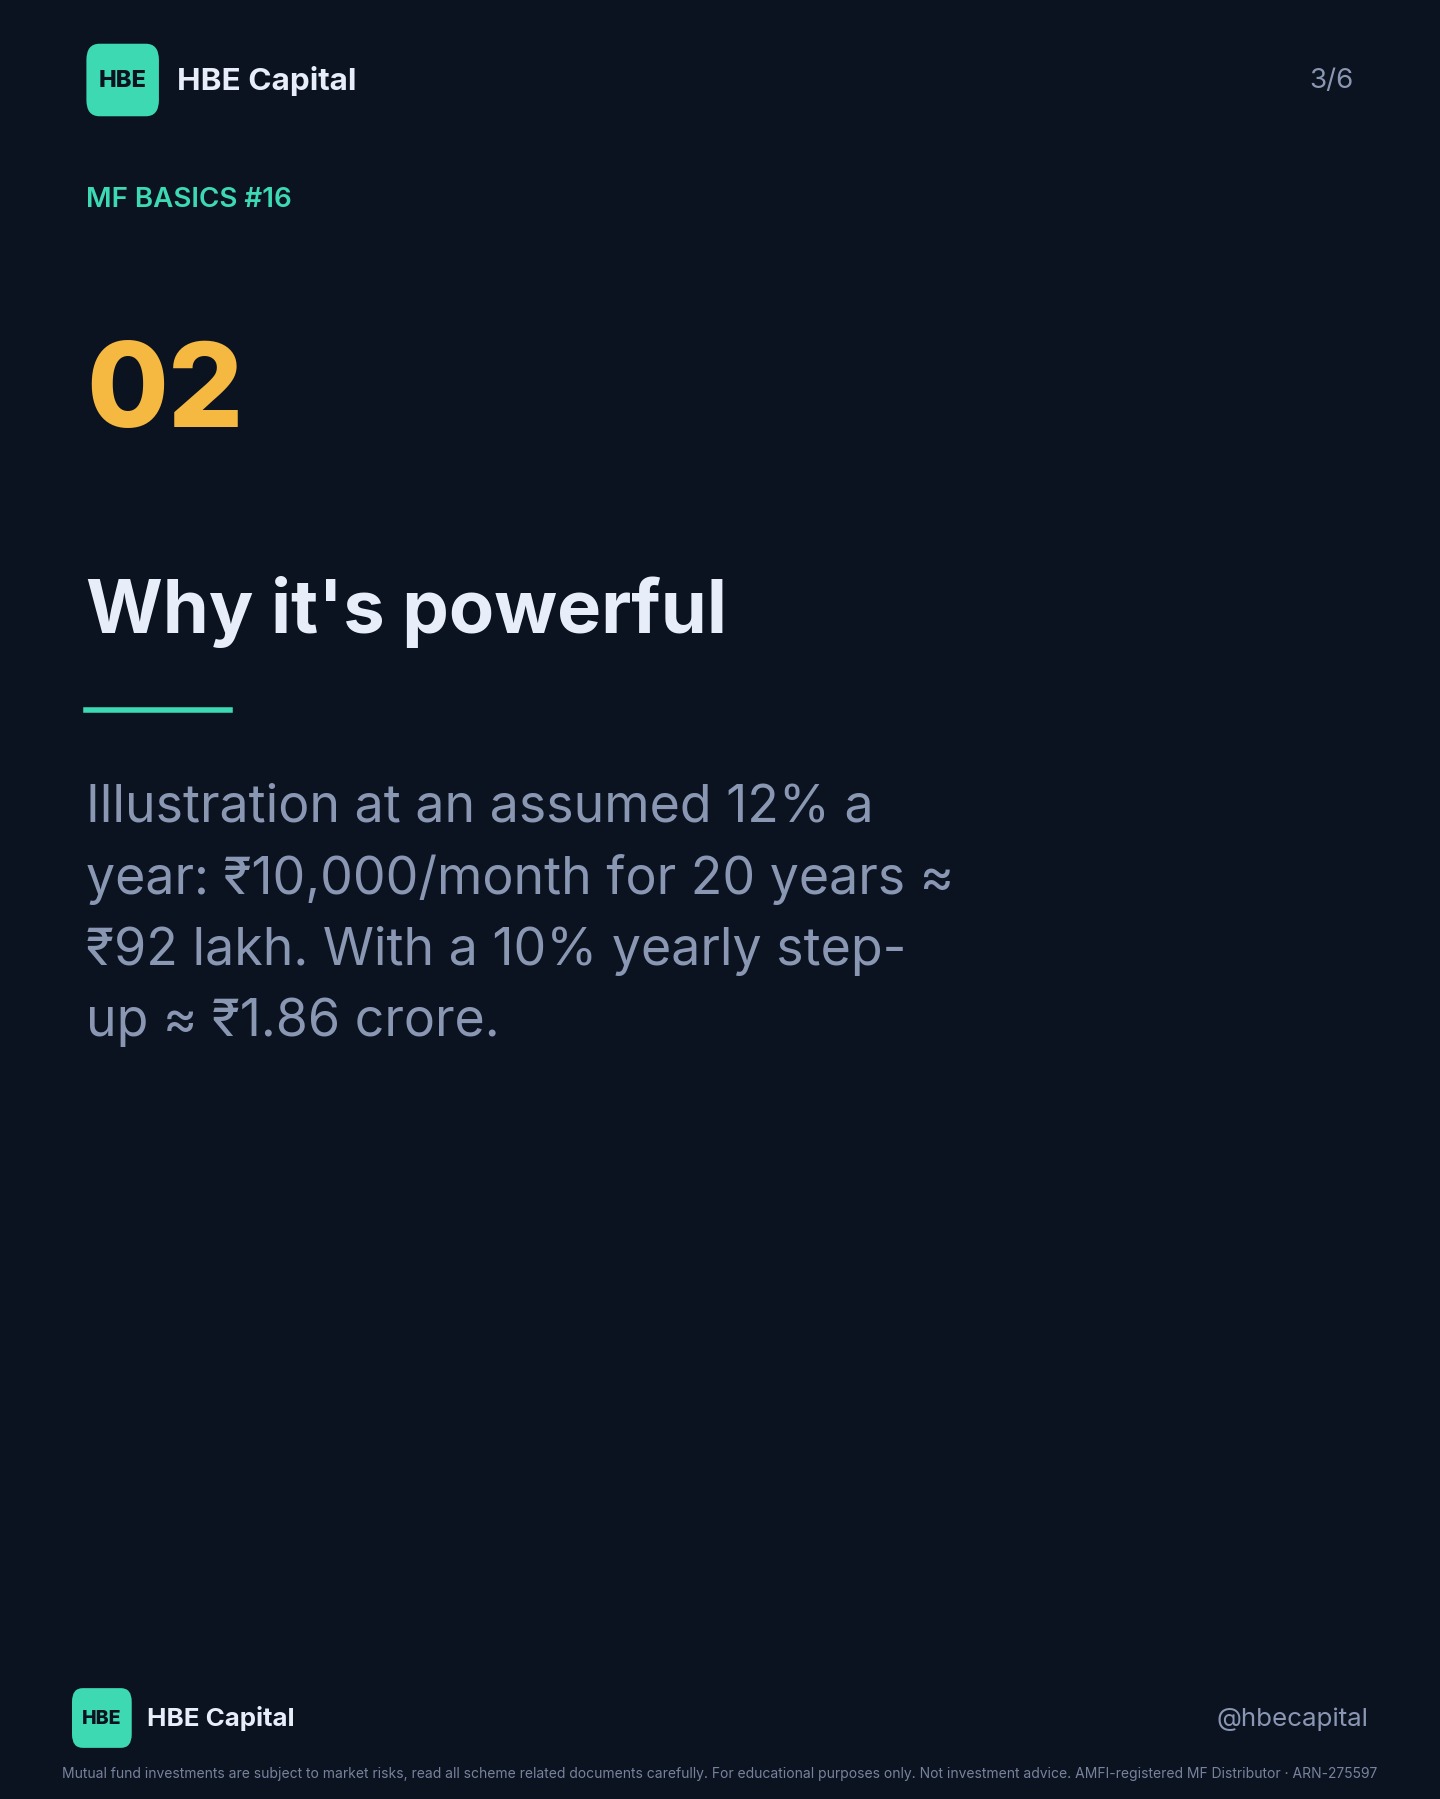 HBE HBE Capital 3/6
MF BASICS #16
02
Why it's powerful
Illustration at an assumed 12% a
year: ₹10,000/month for 20 years ≈
₹92 lakh. With a 10% yearly step-
up ≈ ₹1.86 crore.
HBE HBE Capital @hbecapital
Mutual fund investments are subject to market risks, read all scheme related documents carefully. For educational purposes only. Not investment advice. AMFI-registered MF Distributor · ARN-275597